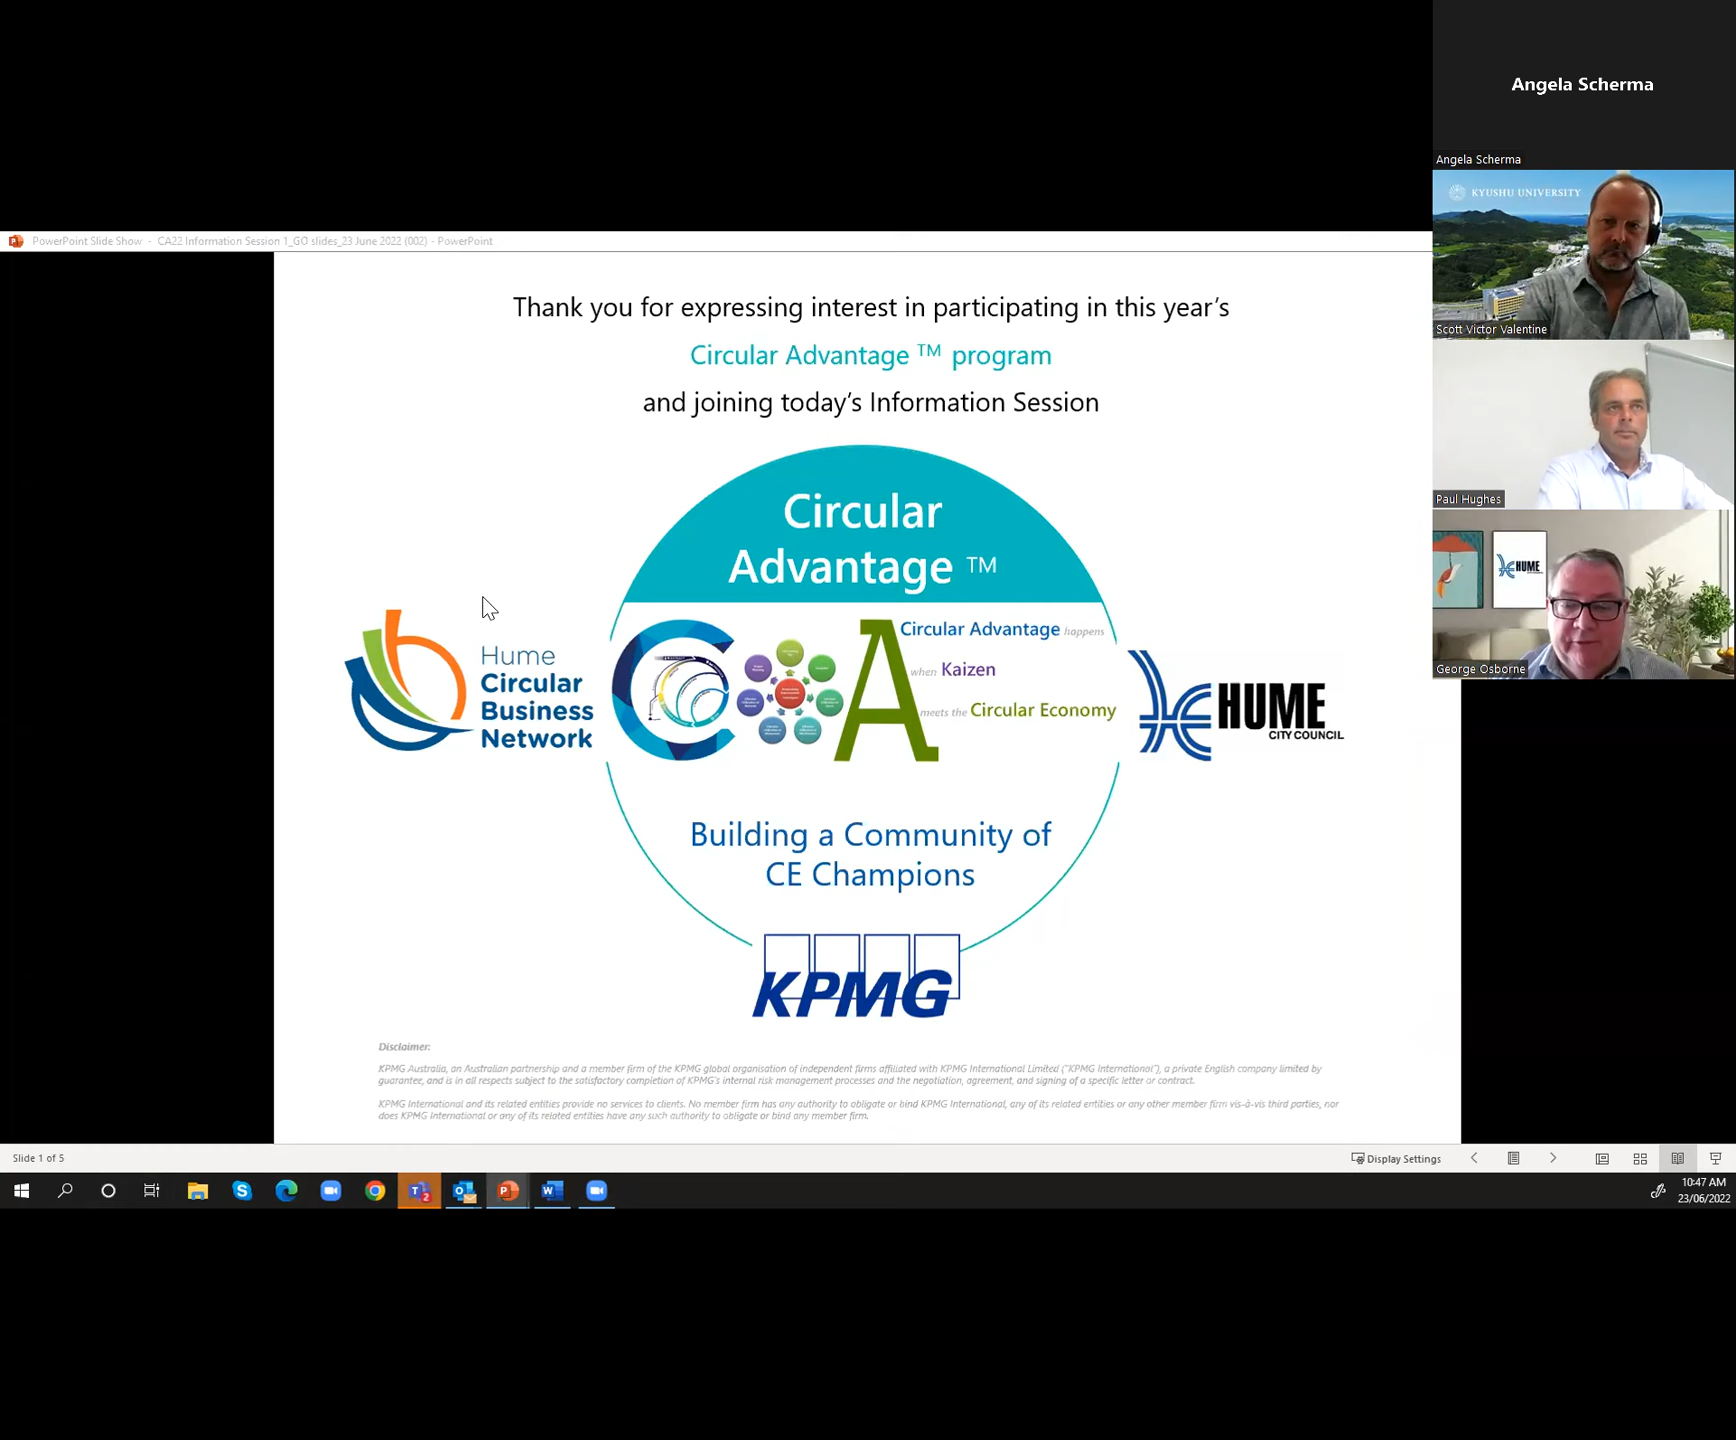 Angela Scherma
Angela Scherma
KYUSHU UNIVERSITY
Scott Victor Valentine
Paul Hughes
HUME
George Osborne
PowerPoint Slide Show - CA22 Information Session 1_GO slides_23 June 2022 (002) - PowerPoint
Thank you for expressing interest in participating in this year's
Circular Advantage ™ program
and joining today's Information Session
Circular
Advantage ™
Hume
Circular
Business
Network
C
A
Circular Advantage happens
when Kaizen
meets the Circular Economy
HUME
CITY COUNCIL
Building a Community of
CE Champions
KPMG
Disclaimer:
KPMG Australia, an Australian partnership and a member firm of the KPMG global organisation of independent firms affiliated with KPMG International Limited ("KPMG International"), a private English company limited by
guarantee, and is in all respects subject to the satisfactory completion of KPMG's internal risk management processes and the negotiation, agreement, and signing of a specific letter or contract.
KPMG International and its related entities provide no services to clients. No member firm has any authority to obligate or bind KPMG International, any of its related entities or any other member firm vis-à-vis third parties, nor
does KPMG International or any of its related entities have any such authority to obligate or bind any member firm.
Slide 1 of 5
Display Settings
10:47 AM
23/06/2022